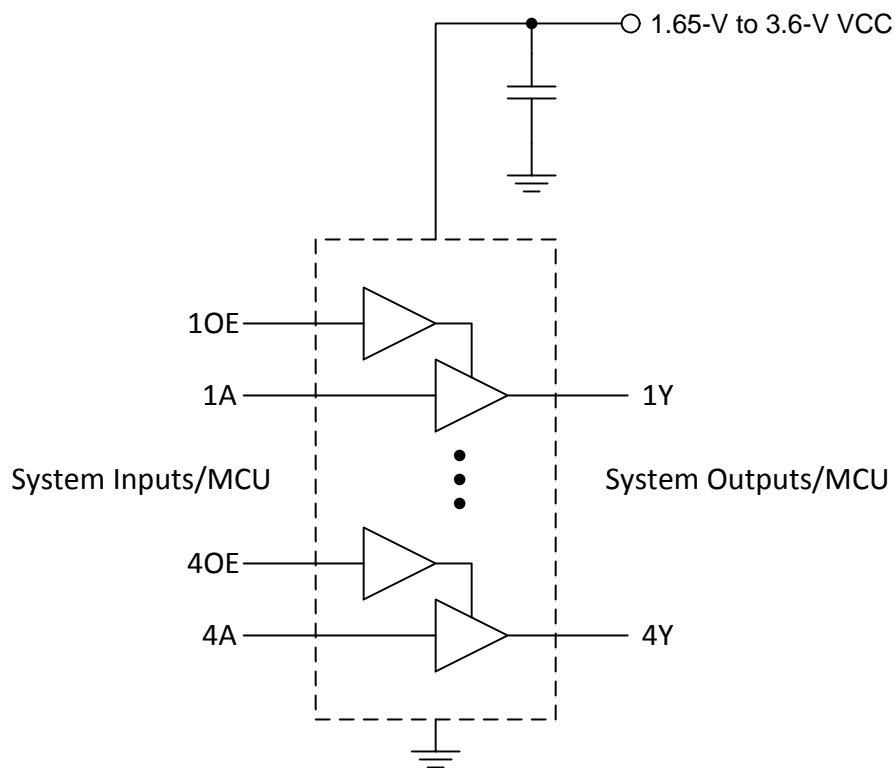 1.65-V to 3.6-V VCC
1OE
1A
1Y
System Inputs/MCU
System Outputs/MCU
4OE
4A
4Y